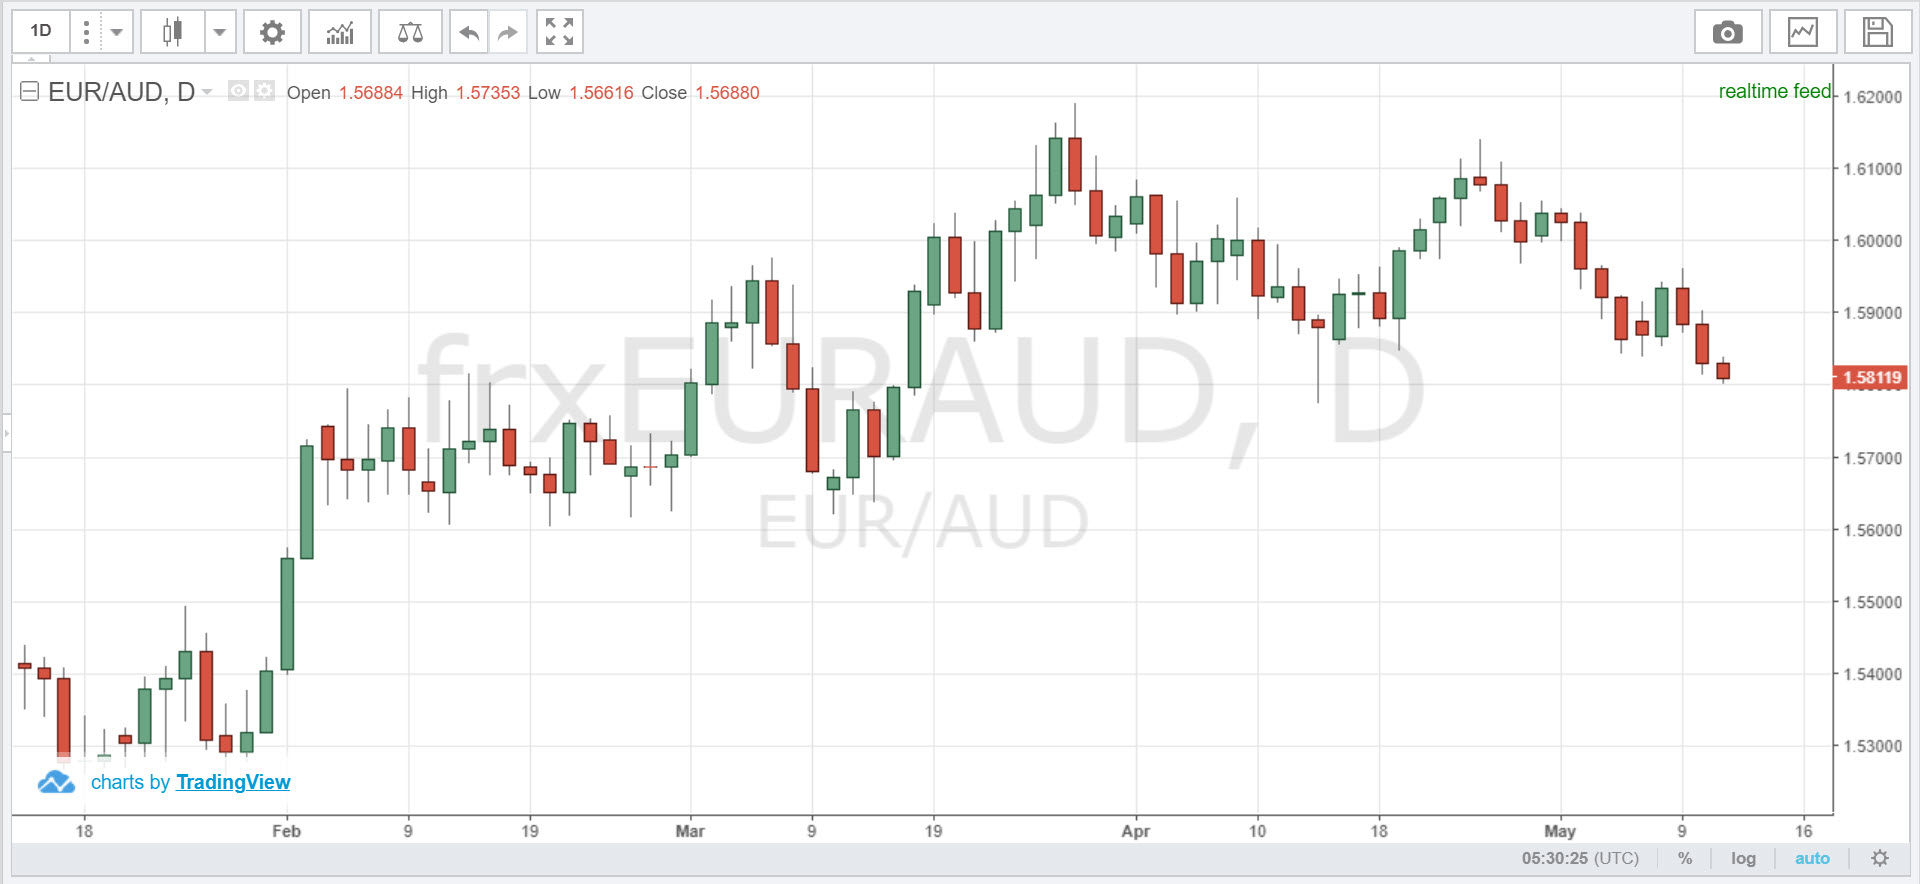 1D
EUR/AUD, D Open 1.56884 High 1.57353 Low 1.56616 Close 1.56880
realtime feed
1.62000
1.61000
1.60000
1.59000
1.58119
1.57000
1.56000
1.55000
1.54000
1.53000
frxEURAUD, D
EUR/AUD
charts by TradingView
18 Feb 9 19 Mar 9 19 Apr 10 18 May 9 16
05:30:25 (UTC) % log auto